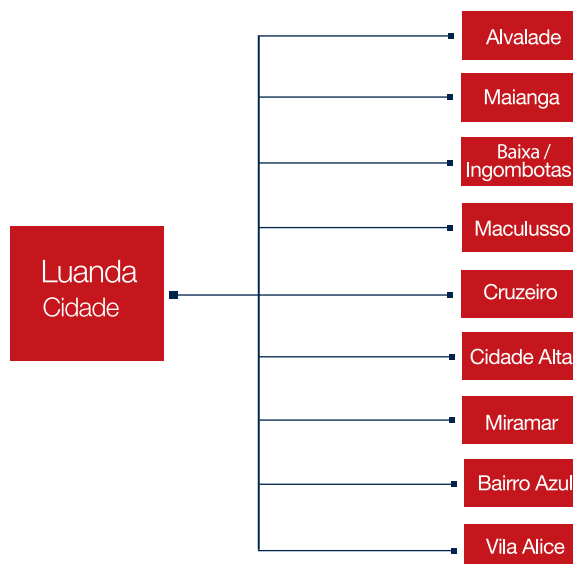 Luanda
Cidade
Alvalade
Maianga
Baixa /
Ingombotas
Maculusso
Cruzeiro
Cidade Alta
Miramar
Bairro Azul
Vila Alice